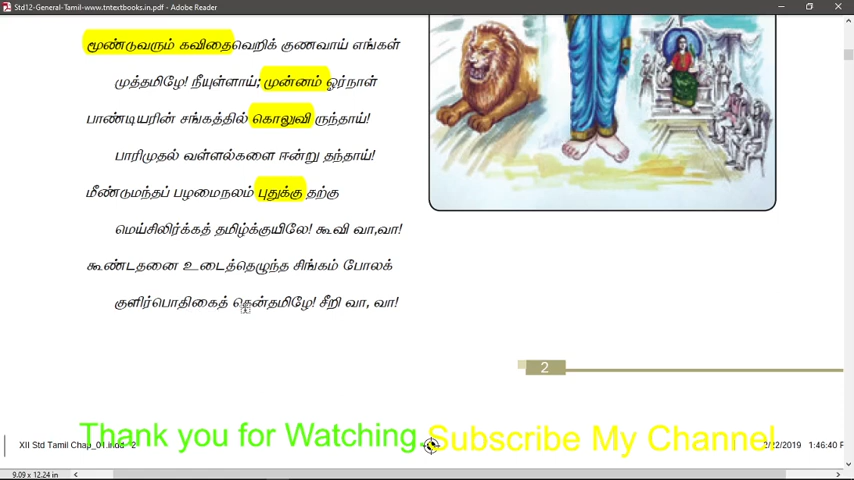 Std12-General-Tamil-www.tntextbooks.in.pdf - Adobe Reader
மூண்டுவரும் கவிதைவெறிக் குணவாய் எங்கள்
முத்தமிழே! நீயுள்ளாய்; முன்னம் ஓர்நாள்
பாண்டியரின் சங்கத்தில் கொலுவி ருந்தாய்!
பாரிமுதல் வள்ளல்களை ஈன்று தந்தாய்!
மீண்டுமந்தப் பழமைநலம் புதுக்கு தற்கு
மெய்சிலிர்க்கத் தமிழ்க்குயிலே! கூவி வா,வா!
கூண்டதனை உடைத்தெழுந்த சிங்கம் போலக்
குளிர்பொதிகைத் தென்தமிழே! சீறி வா, வா!
2
Thank you for Watching. Subscribe My Channel
XII Std Tamil Chap_01.indd 2
2/22/2019 1:46:40 P
9.09 x 12.24 in